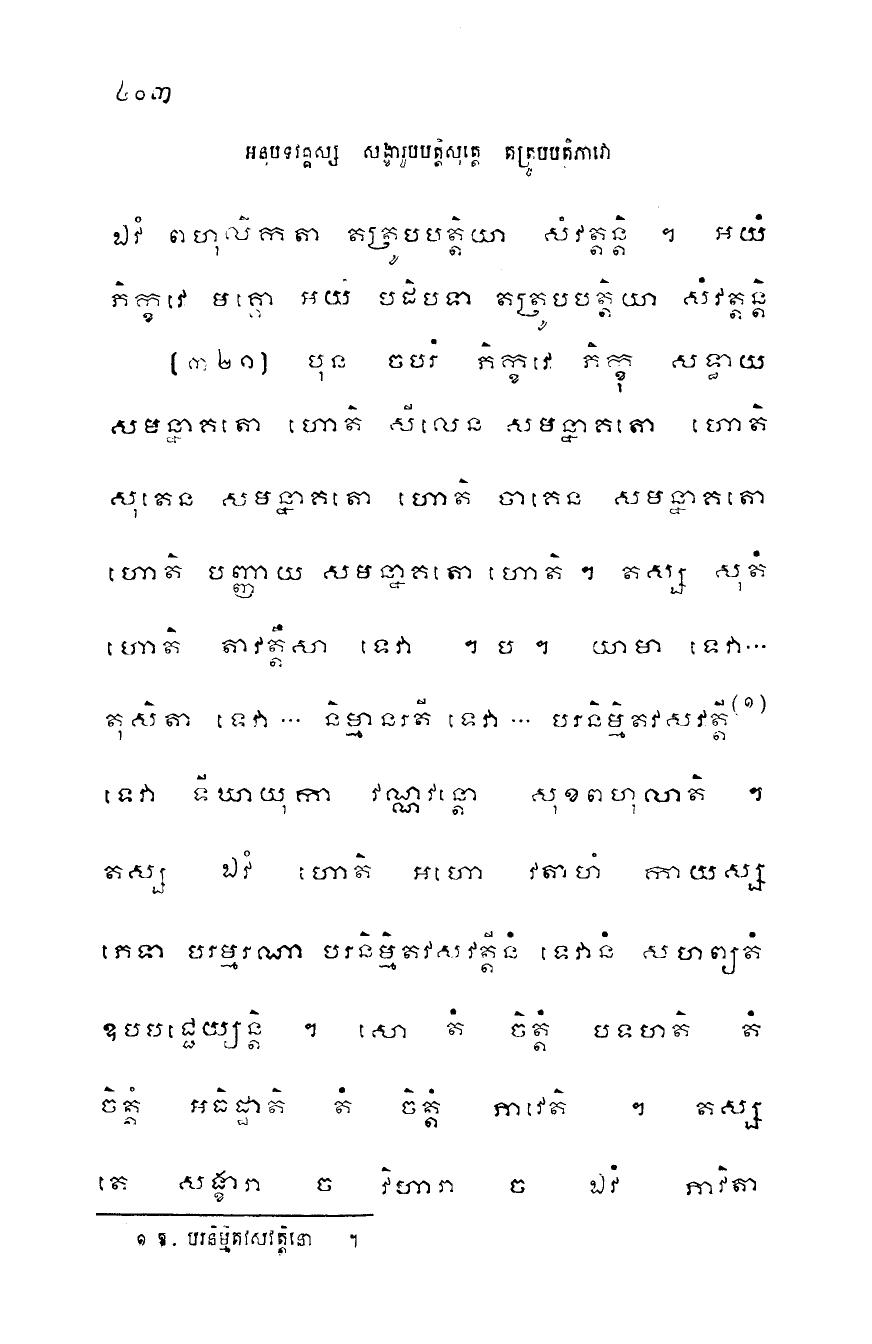 ៤០៣
អនុបទវគ្គស្ស សង្ខារូបបត្តិសុត្តេ តត្រូបបត្តិភាវោ
ឯវំ ពហុលីកតា តត្រូបបត្តិយា សំវត្តន្តិ ។ អយំ
ភិក្ខវេ មគ្គោ អយំ បដិបទា តត្រូបបត្តិយា សំវត្តន្តិ
[៣២១] បុន ចបរំ ភិក្ខវេ ភិក្ខុ សទ្ធាយ
សមន្នាគតោ ហោតិ សីលេន សមន្នាគតោ ហោតិ
សុតេន សមន្នាគតោ ហោតិ ចាគេន សមន្នាគតោ
ហោតិ បញ្ញាយ សមន្នាគតោ ហោតិ ។ តស្ស សុតំ
ហោតិ តាវត្តឹសា ទេវា ។ ប ។ យាមា ទេវា…
តុសិតា ទេវា … និម្មានរតី ទេវា … បរនិម្មិតវសវត្តី(១)
ទេវា ទីឃាយុកា វណ្ណវន្តោ សុខពហុលាតិ ។
តស្ស ឯវំ ហោតិ អហោ វតាហំ កាយស្ស
ភេទា បរម្មរណា បរនិម្មិតវសវត្តីនំ ទេវានំ សហព្យតំ
ឧបបជ្ជេយ្យន្តិ ។ សោ តំ ចិត្តំ បទហតិ តំ
ចិត្តំ អធិដ្ឋាតិ តំ ចិត្តំ ភាវេតិ ។ តស្ស
តេ សង្ខារា ច វិហារា ច ឯវំ ភាវិតា
១ ឱ. បរនិម្មិតវសវត្តិនោ ។